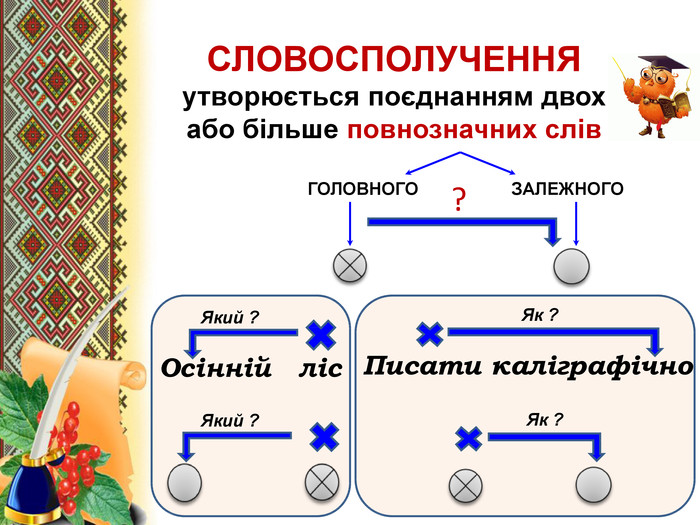 СЛОВОСПОЛУЧЕННЯ
утворюється поєднанням двох
або більше повнозначних слів
ГОЛОВНОГО ? ЗАЛЕЖНОГО
Який ?
Осінній ліс
Який ?
Як ?
Писати каліграфічно
Як ?